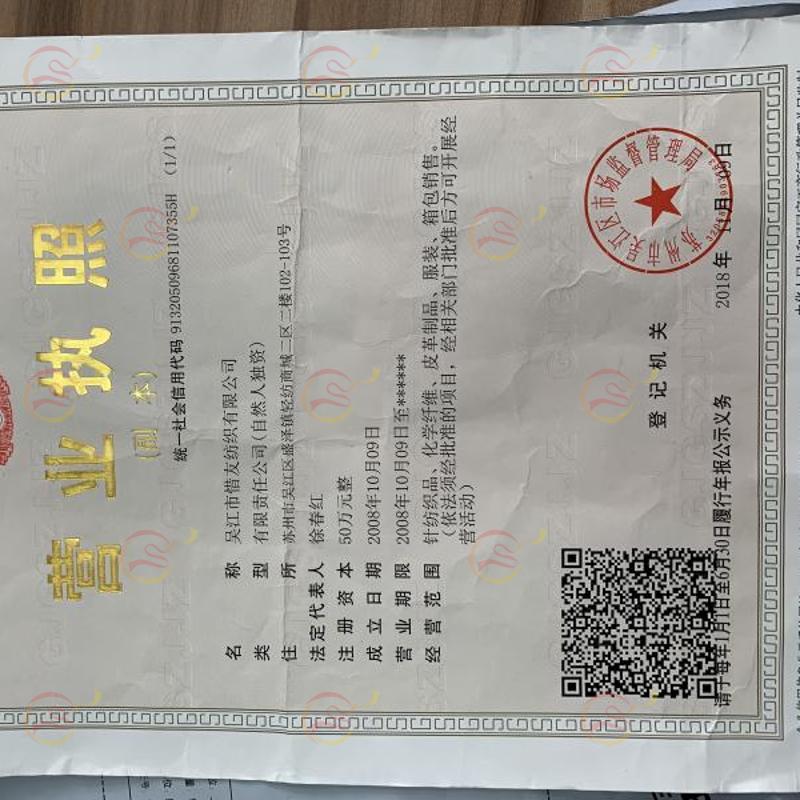 营业执照
(副 本)
统一社会信用代码 91320509681107355H (1/1)
名 称 吴江市惜友纺织有限公司
类 型 有限责任公司(自然人独资)
住 所 苏州市吴江区盛泽镇轻纺商城二区二楼102-103号
法定代表人 徐春红
注册资本 50万元整
成立日期 2008年10月09日
营业期限 2008年10月09日至******
经营范围 针纺织品、化学纤维、皮革制品、服装、箱包销售。
(依法须经批准的项目,经相关部门批准后方可开展经
营活动)
登记机关
2018年 11月 09日
请于每年1月1日至6月30日履行年报公示义务